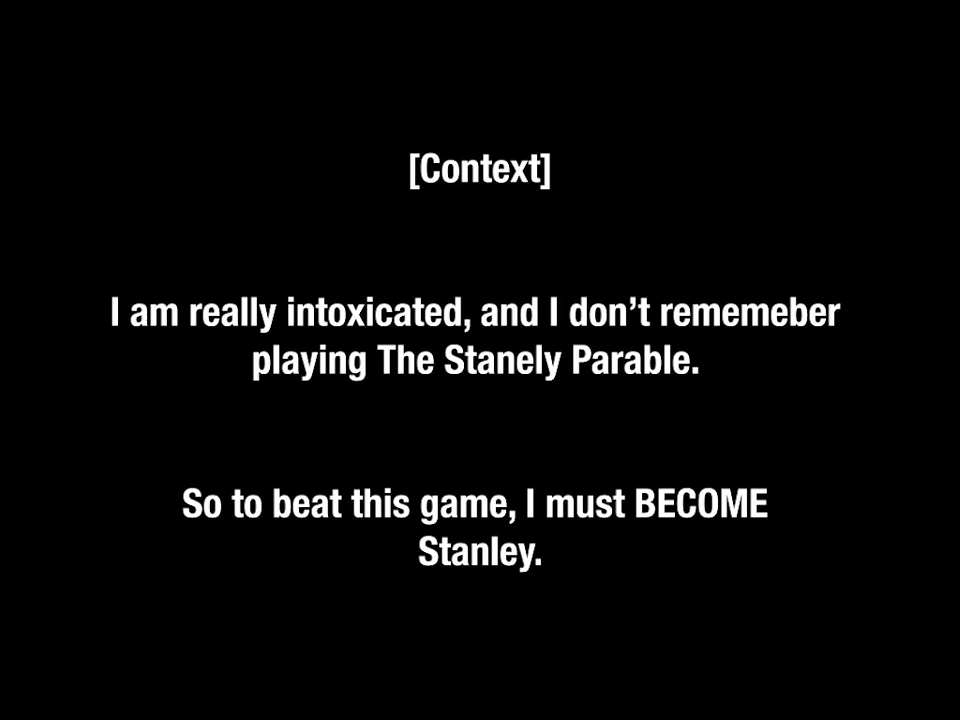 [Context]
I am really intoxicated, and I don’t rememeber
playing The Stanely Parable.
So to beat this game, I must BECOME
Stanley.